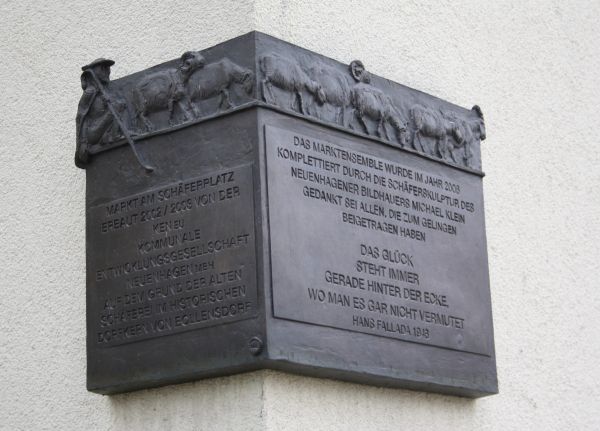 MARKT AM SCHÄFERPLATZ
ERBAUT 2002 / 2003 VON DER
KEN EU
KOMMUNALE
ENTWICKLUNGSGESELLSCHAFT
NEUENHAGEN MBH
AUF DEM GRUND DER ALTEN
SCHÄFEREI IM HISTORISCHEN
DORFKERN VON BOLLENSDORF
DAS MARKTENSEMBLE WURDE IM JAHR 2008
KOMPLETTIERT DURCH DIE SCHÄFERSKULPTUR DES
NEUENHAGENER BILDHAUERS MICHAEL KLEIN
GEDANKT SEI ALLEN, DIE ZUM GELINGEN
BEIGETRAGEN HABEN
DAS GLÜCK
STEHT IMMER
GERADE HINTER DER ECKE,
WO MAN ES GAR NICHT VERMUTET
HANS FALLADA 1943